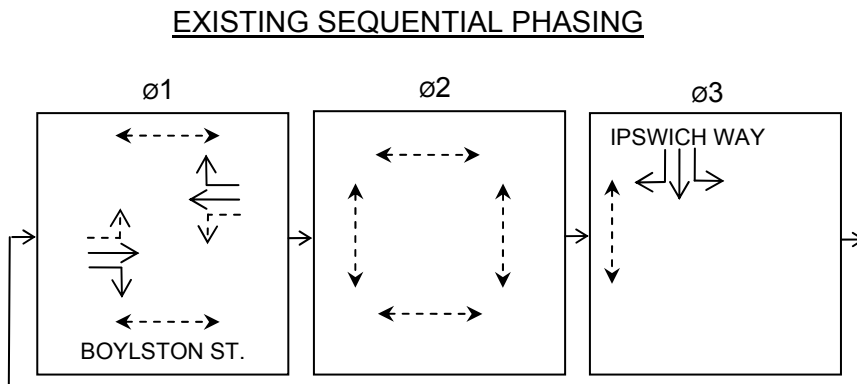 EXISTING SEQUENTIAL PHASING
ø1
ø2
ø3
IPSWICH WAY
BOYLSTON ST.